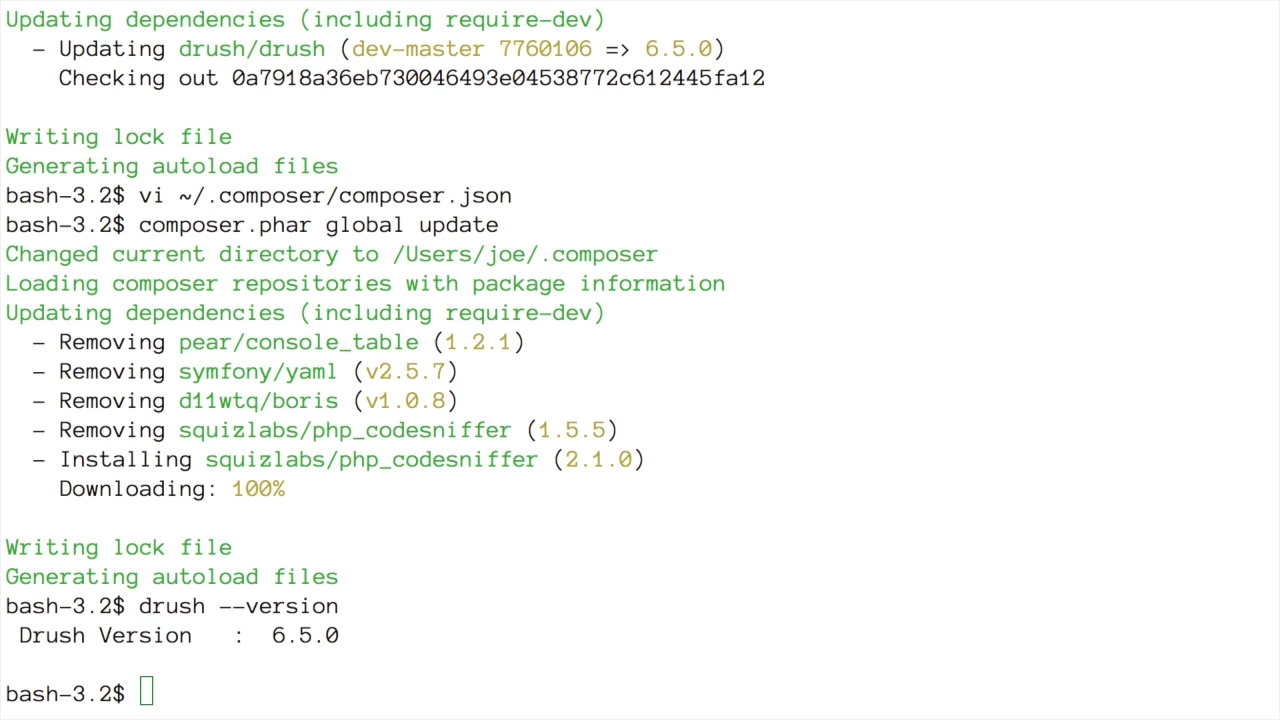 Updating dependencies (including require-dev)
– Updating drush/drush (dev-master 7760106 => 6.5.0)
Checking out 0a7918a36eb730046493e04538772c612445fa12
Writing lock file
Generating autoload files
bash-3.2$ vi ~/.composer/composer.json
bash-3.2$ composer.phar global update
Changed current directory to /Users/joe/.composer
Loading composer repositories with package information
Updating dependencies (including require-dev)
– Removing pear/console_table (1.2.1)
– Removing symfony/yaml (v2.5.7)
– Removing d11wtq/boris (v1.0.8)
– Removing squizlabs/php_codesniffer (1.5.5)
– Installing squizlabs/php_codesniffer (2.1.0)
Downloading: 100%
Writing lock file
Generating autoload files
bash-3.2$ drush --version
Drush Version   :  6.5.0
bash-3.2$